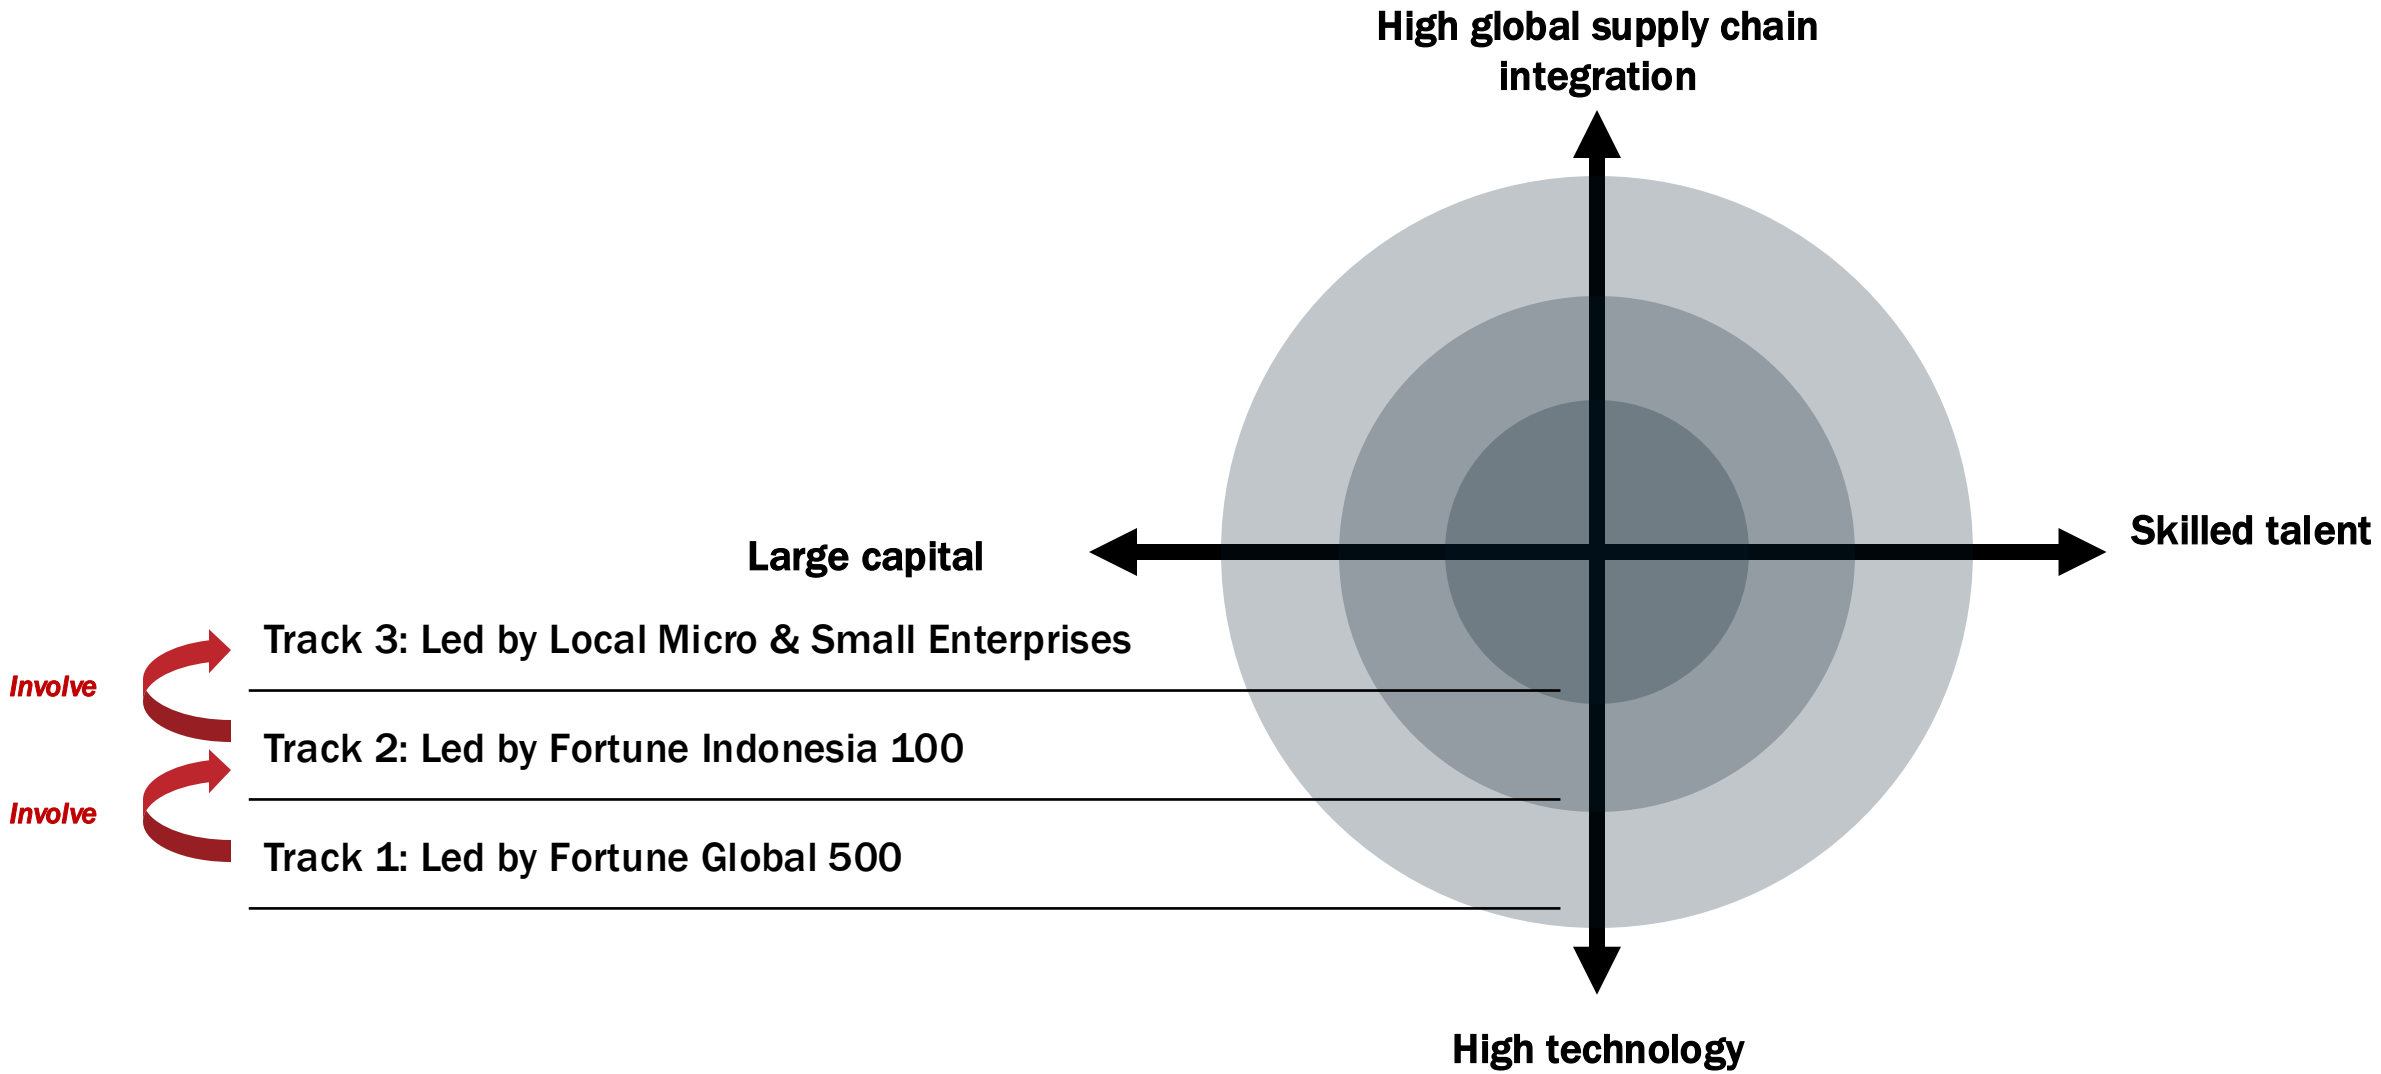 High global supply chain
integration
Skilled talent
Large capital
Track 3: Led by Local Micro & Small Enterprises
Involve
Track 2: Led by Fortune Indonesia 100
Involve
Track 1: Led by Fortune Global 500
High technology